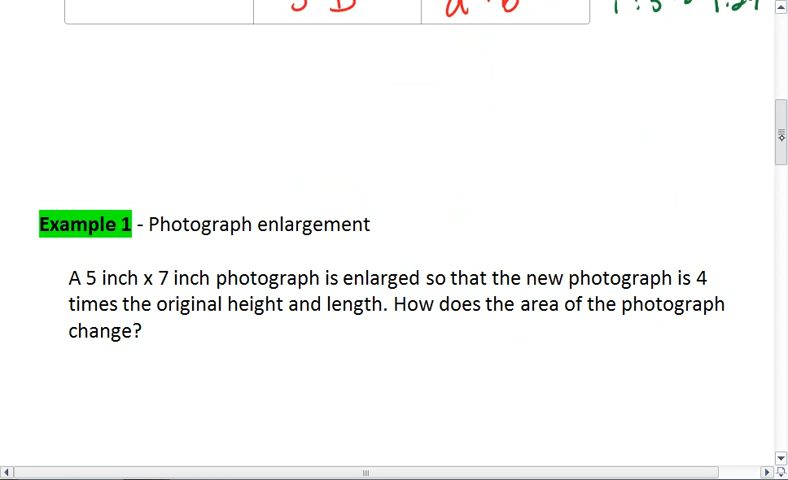 Example 1 - Photograph enlargement
A 5 inch x 7 inch photograph is enlarged so that the new photograph is 4
times the original height and length. How does the area of the photograph
change?